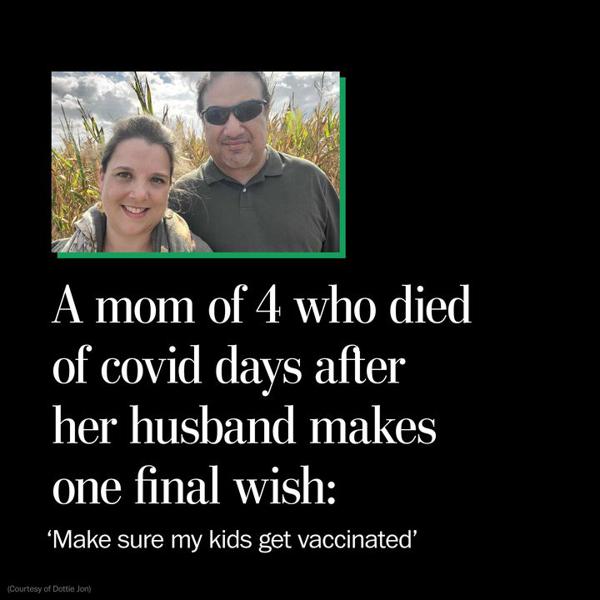 A mom of 4 who died
of covid days after
her husband makes
one final wish:
‘Make sure my kids get vaccinated’
(Courtesy of Dottie Jon)